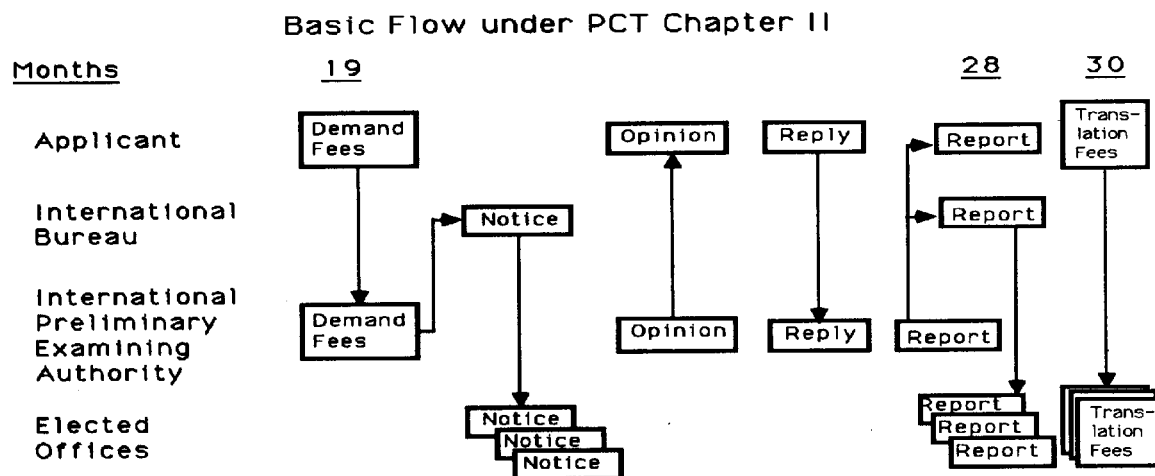 Basic Flow under PCT Chapter II
Months 19 28 30
Applicant
Demand
Fees
Opinion
Reply
Report
Trans-
lation
Fees
International
Bureau
Notice
Report
International
Preliminary
Examining
Authority
Demand
Fees
Opinion
Reply
Report
Elected
Offices
Notice
Notice
Notice
Report
Report
Report
Trans-
lation
Fees